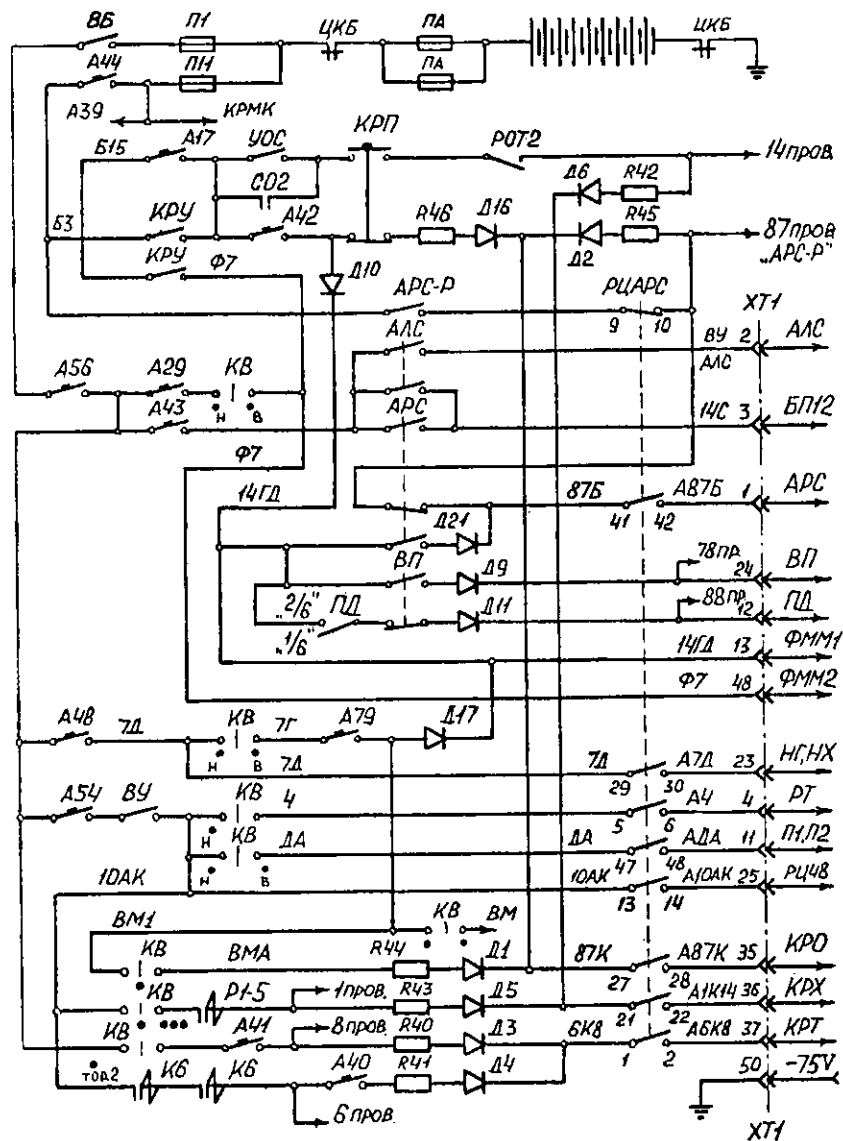 ВБ П1 ЦКБ ПА ЦКБ
А44 П11 ПА
А39 КРМК
Б15 А17 УОС КРП РОТ2 14пров.
СО2 Д6 R42
Б3 КРУ А42 R46 Д16 Д2 R45 87пров
„АРС-Р"
КРУ Ф7 Д10
АРС-Р РЦАРС ХТ1
9 10
АЛС ВУ 2 АЛС
АЛС
А56 А29 КВ
Н В
А43 АРС 14С 3 БП12
Ф7
14ГД 87Б А87Б 1 АРС
41 42
Д21
ВП Д9 78ПР. 24 ВП
„2/6" ПД Д11 88ПР. 12 ПД
„1/6"
14ГД 13 ФММ1
Ф7 48 ФММ2
А48 7Д КВ 7Г А79 Д17
Н В
7Д 7Д А7Д 23 НГ,НХ
29 30
А54 ВУ КВ 4 А4 4 РТ
Н 5 6
КВ ДА ДА АДА 11 П1,П2
Н В 47 48
10АК 10АК А10АК 25 РЦ48
13 14
ВМ1 КВ ВМ
КВ ВМА R44 Д1 87К А87К 35 КРО
27 28
КВ Р1-5 1пров. R43 Д5 А1К14 36 КРХ
21 22
КВ А41 8пров. R40 Д3 6К8 А6К8 37 КРТ
1 2
тод2 К6 К6 А40 R41 Д4 50 -75V
6 пров.
ХТ1